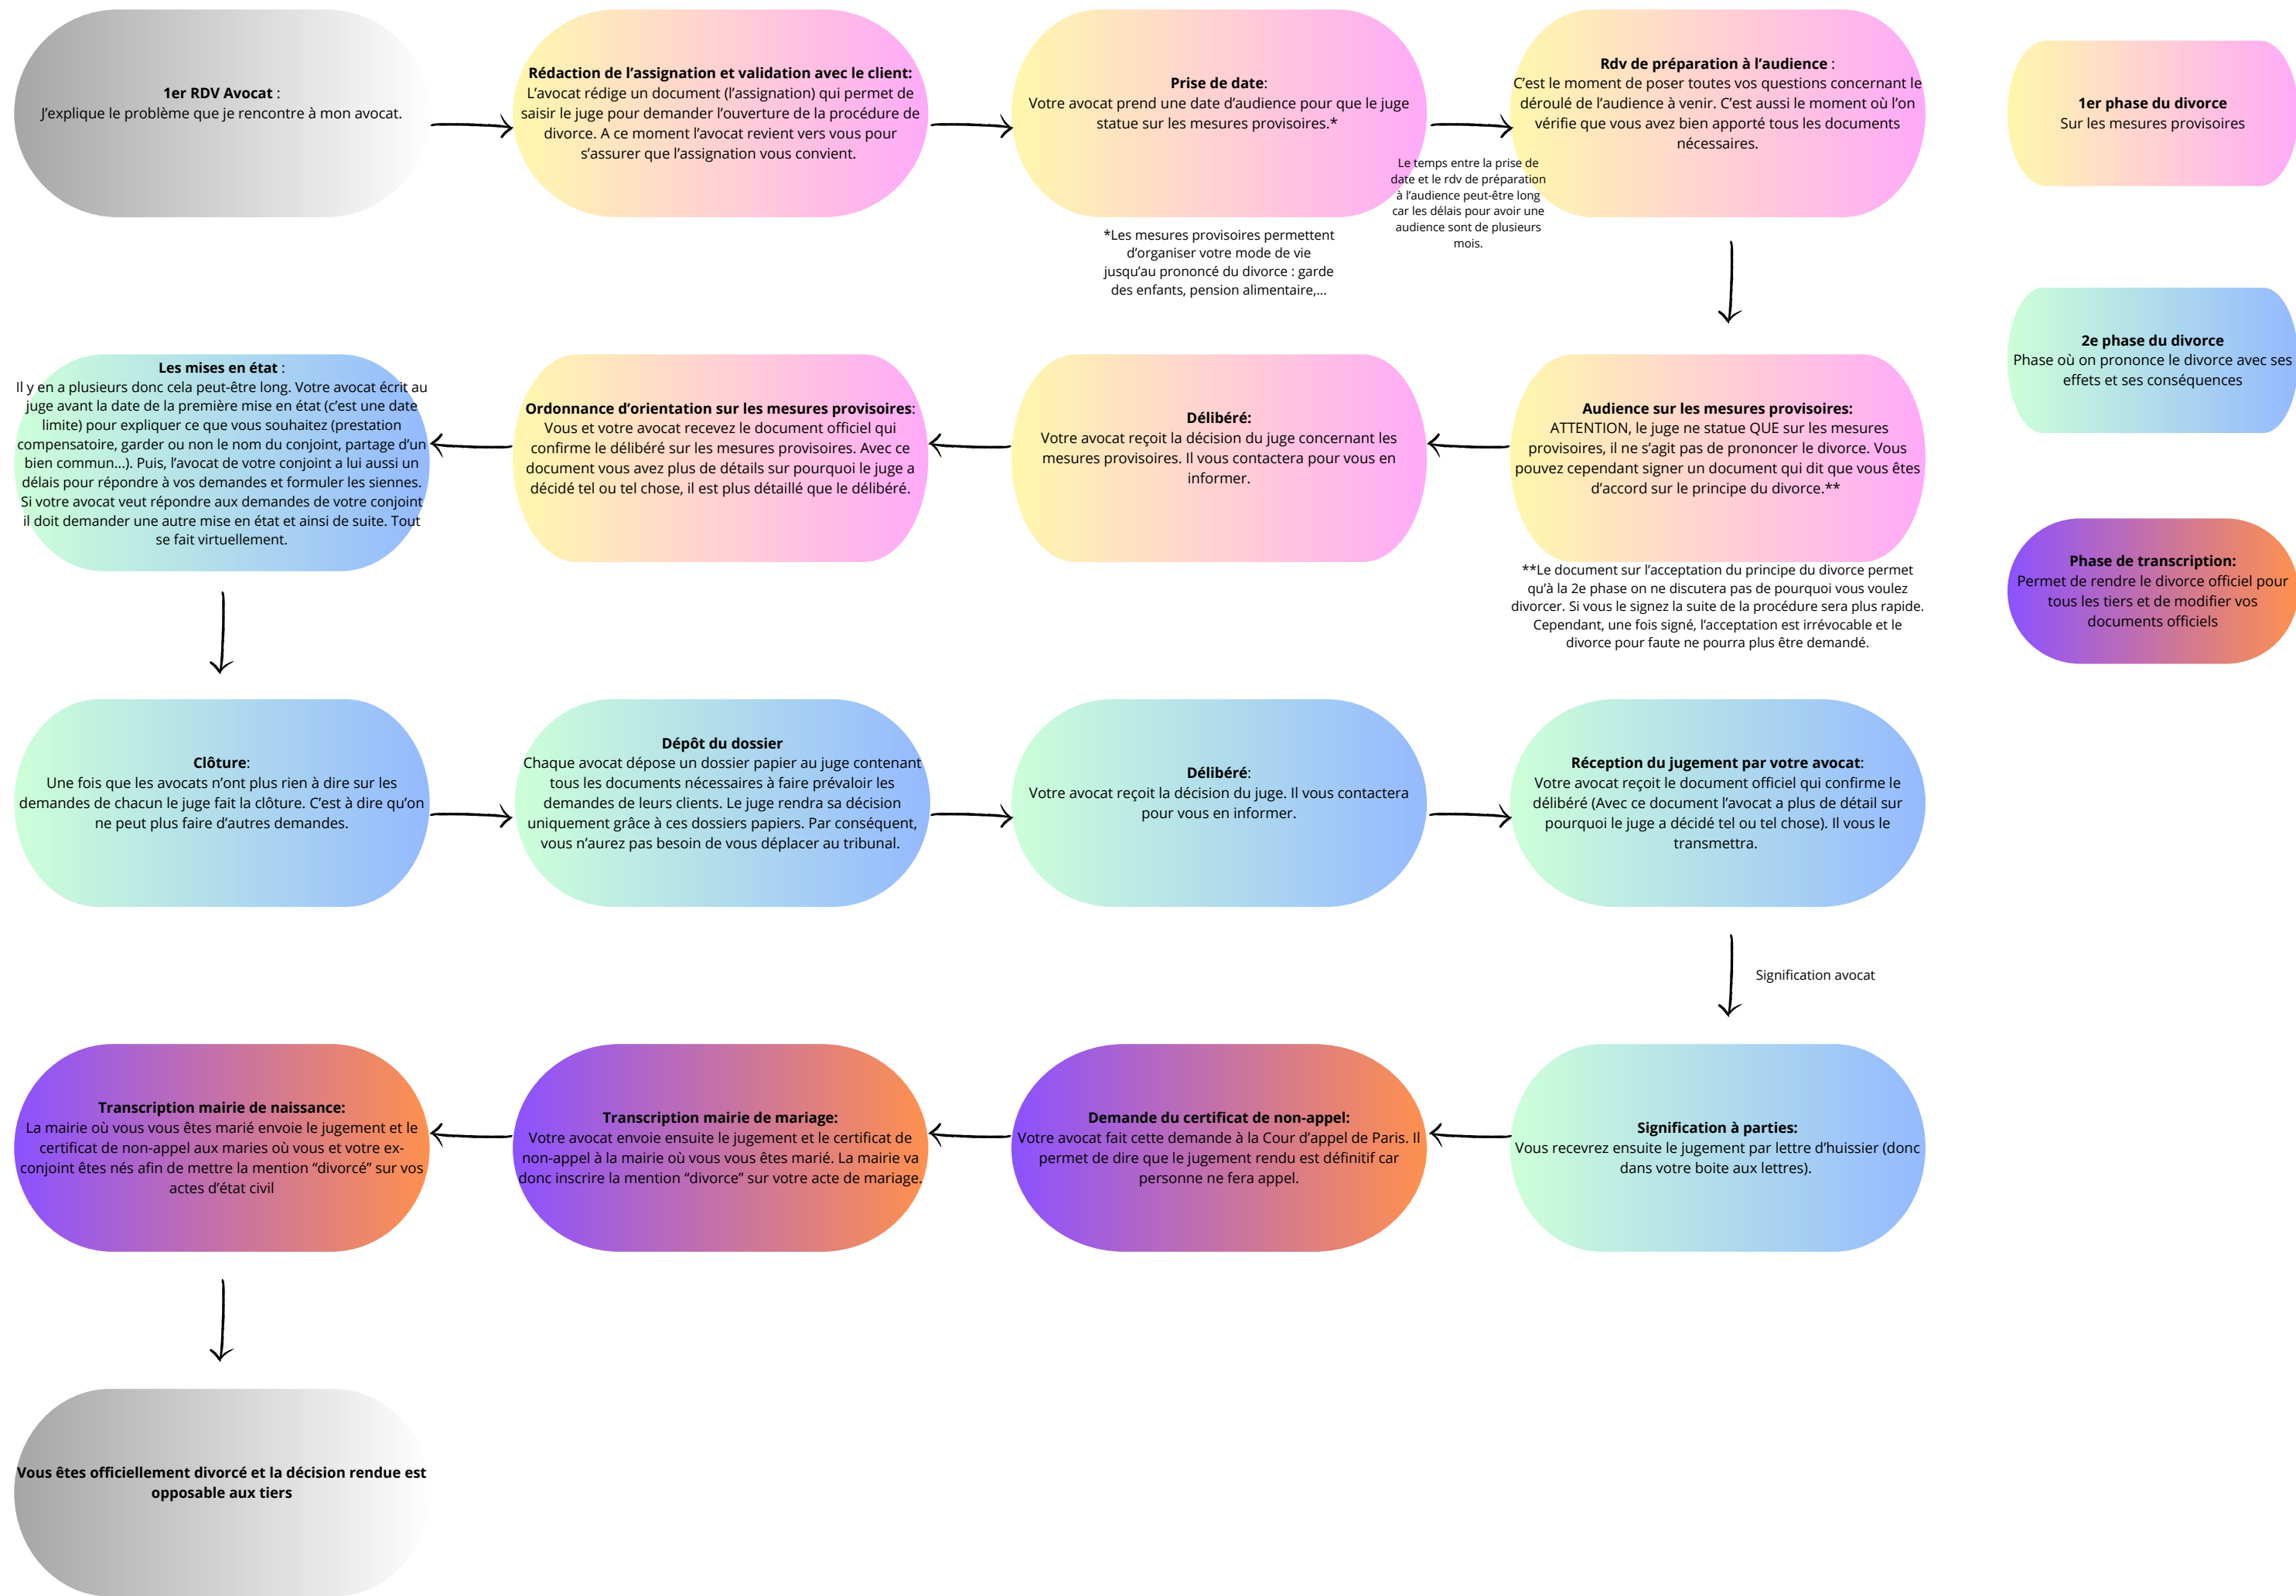 1er RDV Avocat :
J'explique le problème que je rencontre à mon avocat.
Rédaction de l'assignation et validation avec le client:
L'avocat rédige un document (l'assignation) qui permet de
saisir le juge pour demander l'ouverture de la procédure de
divorce. A ce moment l'avocat revient vers vous pour
s'assurer que l'assignation vous convient.
Prise de date:
Votre avocat prend une date d'audience pour que le juge
statue sur les mesures provisoires.*
*Les mesures provisoires permettent
d'organiser votre mode de vie
jusqu'au prononcé du divorce : garde
des enfants, pension alimentaire,...
Le temps entre la prise de
date et le rdv de préparation
à l'audience peut-être long
car les délais pour avoir une
audience sont de plusieurs
mois.
Rdv de préparation à l'audience :
C'est le moment de poser toutes vos questions concernant le
déroulé de l'audience à venir. C'est aussi le moment où l'on
vérifie que vous avez bien apporté tous les documents
nécessaires.
1er phase du divorce
Sur les mesures provisoires
2e phase du divorce
Phase où on prononce le divorce avec ses
effets et ses conséquences
Phase de transcription:
Permet de rendre le divorce officiel pour
tous les tiers et de modifier vos
documents officiels
Audience sur les mesures provisoires:
ATTENTION, le juge ne statue QUE sur les mesures
provisoires, il ne s'agit pas de prononcer le divorce. Vous
pouvez cependant signer un document qui dit que vous êtes
d'accord sur le principe du divorce.**
**Le document sur l'acceptation du principe du divorce permet
qu'à la 2e phase on ne discutera pas de pourquoi vous voulez
divorcer. Si vous le signez la suite de la procédure sera plus rapide.
Cependant, une fois signé, l'acceptation est irrévocable et le
divorce pour faute ne pourra plus être demandé.
Délibéré:
Votre avocat reçoit la décision du juge concernant les
mesures provisoires. Il vous contactera pour vous en
informer.
Ordonnance d'orientation sur les mesures provisoires:
Vous et votre avocat recevez le document officiel qui
confirme le délibéré sur les mesures provisoires. Avec ce
document vous avez plus de détails sur pourquoi le juge a
décidé tel ou tel chose, il est plus détaillé que le délibéré.
Les mises en état :
Il y en a plusieurs donc cela peut-être long. Votre avocat écrit au
juge avant la date de la première mise en état (c'est une date
limite) pour expliquer ce que vous souhaitez (prestation
compensatoire, garder ou non le nom du conjoint, partage d'un
bien commun...). Puis, l'avocat de votre conjoint a lui aussi un
délais pour répondre à vos demandes et formuler les siennes.
Si votre avocat veut répondre aux demandes de votre conjoint
il doit demander une autre mise en état et ainsi de suite. Tout
se fait virtuellement.
Clôture:
Une fois que les avocats n'ont plus rien à dire sur les
demandes de chacun le juge fait la clôture. C'est à dire qu'on
ne peut plus faire d'autres demandes.
Dépôt du dossier
Chaque avocat dépose un dossier papier au juge contenant
tous les documents nécessaires à faire prévaloir les
demandes de leurs clients. Le juge rendra sa décision
uniquement grâce à ces dossiers papiers. Par conséquent,
vous n'aurez pas besoin de vous déplacer au tribunal.
Délibéré:
Votre avocat reçoit la décision du juge. Il vous contactera
pour vous en informer.
Réception du jugement par votre avocat:
Votre avocat reçoit le document officiel qui confirme le
délibéré (Avec ce document l'avocat a plus de détail sur
pourquoi le juge a décidé tel ou tel chose). Il vous le
transmettra.
Signification avocat
Signification à parties:
Vous recevrez ensuite le jugement par lettre d'huissier (donc
dans votre boite aux lettres).
Demande du certificat de non-appel:
Votre avocat fait cette demande à la Cour d'appel de Paris. Il
permet de dire que le jugement rendu est définitif car
personne ne fera appel.
Transcription mairie de mariage:
Votre avocat envoie ensuite le jugement et le certificat de
non-appel à la mairie où vous vous êtes marié. La mairie va
donc inscrire la mention "divorce" sur votre acte de mariage.
Transcription mairie de naissance:
La mairie où vous vous êtes marié envoie le jugement et le
certificat de non-appel aux maries où vous et votre ex-
conjoint êtes nés afin de mettre la mention "divorcé" sur vos
actes d'état civil
Vous êtes officiellement divorcé et la décision rendue est
opposable aux tiers